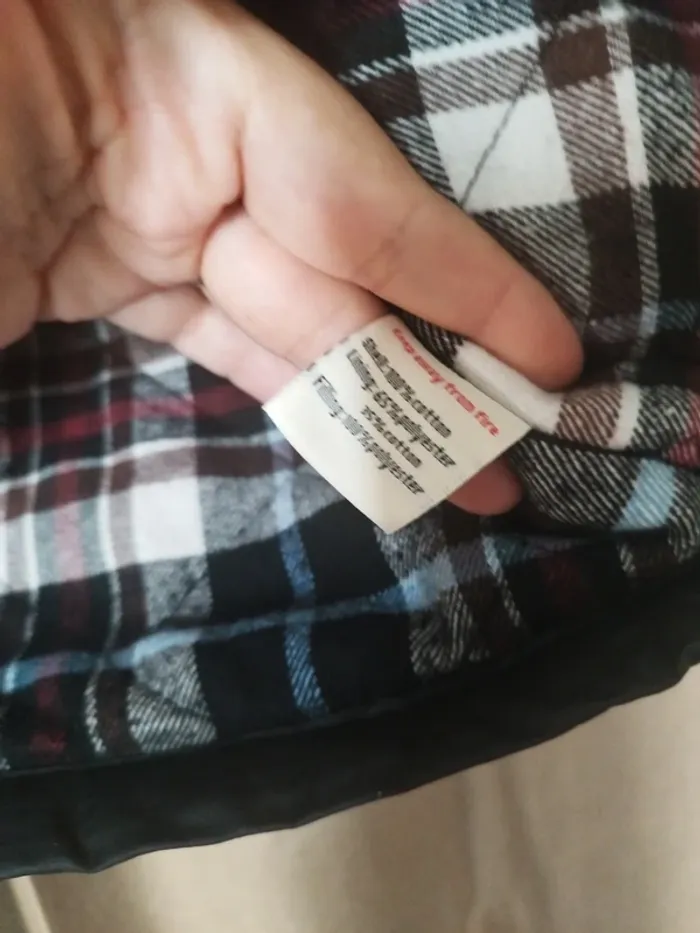 Keep away from fire
Shell: 100%cotton
Lining: 65%polyester
35%cotton
Filling: 100%polyester